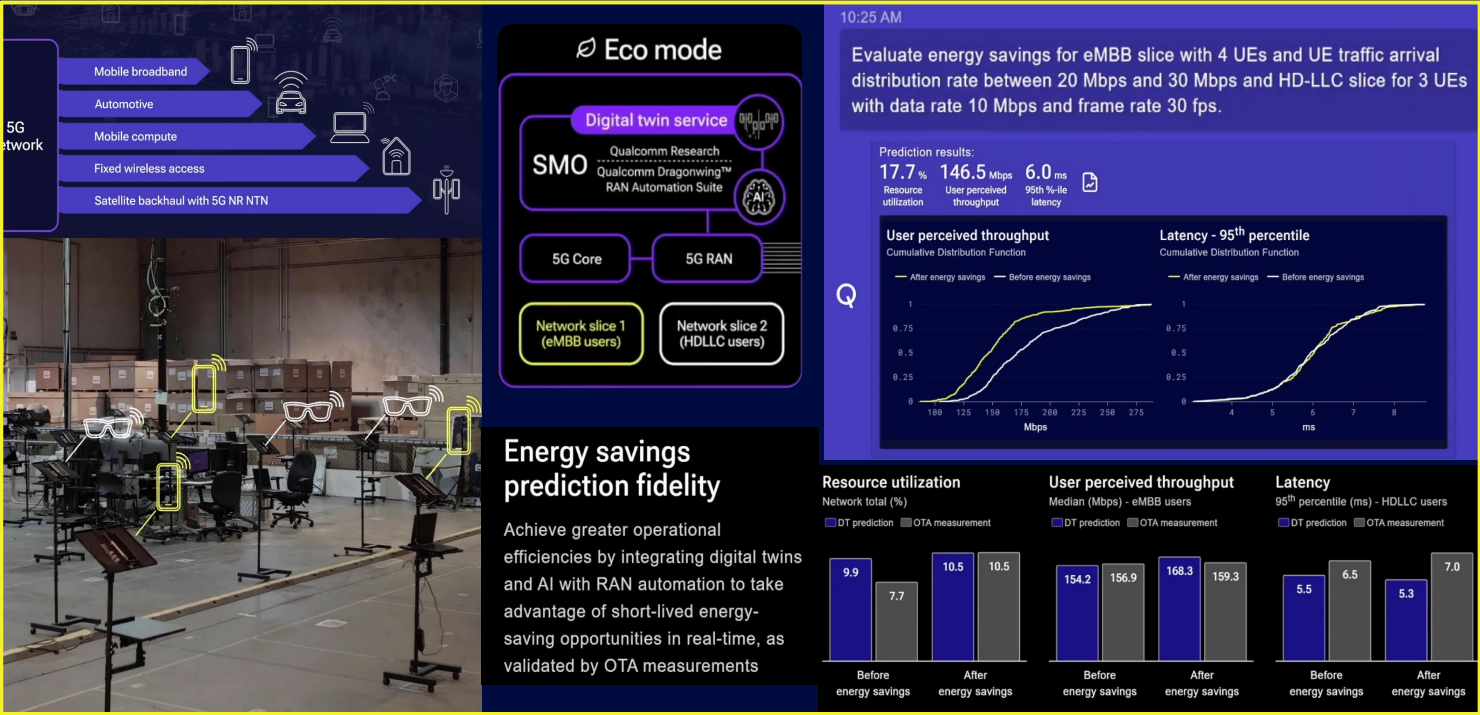 5G
etwork
Mobile broadband
Automotive
Mobile compute
Fixed wireless access
Satellite backhaul with 5G NR NTN
Eco mode
Digital twin service
SMO
Qualcomm Research
Qualcomm Dragonwing™
RAN Automation Suite
AI
5G Core
5G RAN
Network slice 1
(eMBB users)
Network slice 2
(HDLLC users)
Energy savings
prediction fidelity
Achieve greater operational
efficiencies by integrating digital twins
and AI with RAN automation to take
advantage of short-lived energy-
saving opportunities in real-time, as
validated by OTA measurements
10:25 AM
Evaluate energy savings for eMBB slice with 4 UEs and UE traffic arrival
distribution rate between 20 Mbps and 30 Mbps and HD-LLC slice for 3 UEs
with data rate 10 Mbps and frame rate 30 fps.
Q
Prediction results:
17.7 % 146.5 Mbps 6.0 ms
Resource utilization
User perceived throughput
95th %-ile latency
User perceived throughput
Cumulative Distribution Function
After energy savings Before energy savings
1
0.75
0.5
0.25
0
100 125 150 175 200 225 250 275
Mbps
Latency - 95th percentile
Cumulative Distribution Function
After energy savings Before energy savings
1
0.75
0.5
0.25
0
4 5 6 7 8
ms
Resource utilization
Network total (%)
DT prediction OTA measurement
9.9 7.7 10.5 10.5
Before energy savings
After energy savings
User perceived throughput
Median (Mbps) - eMBB users
DT prediction OTA measurement
154.2 156.9 168.3 159.3
Before energy savings
After energy savings
Latency
95th percentile (ms) - HDLLC users
DT prediction OTA measurement
5.5 6.5 5.3 7.0
Before energy savings
After energy savings